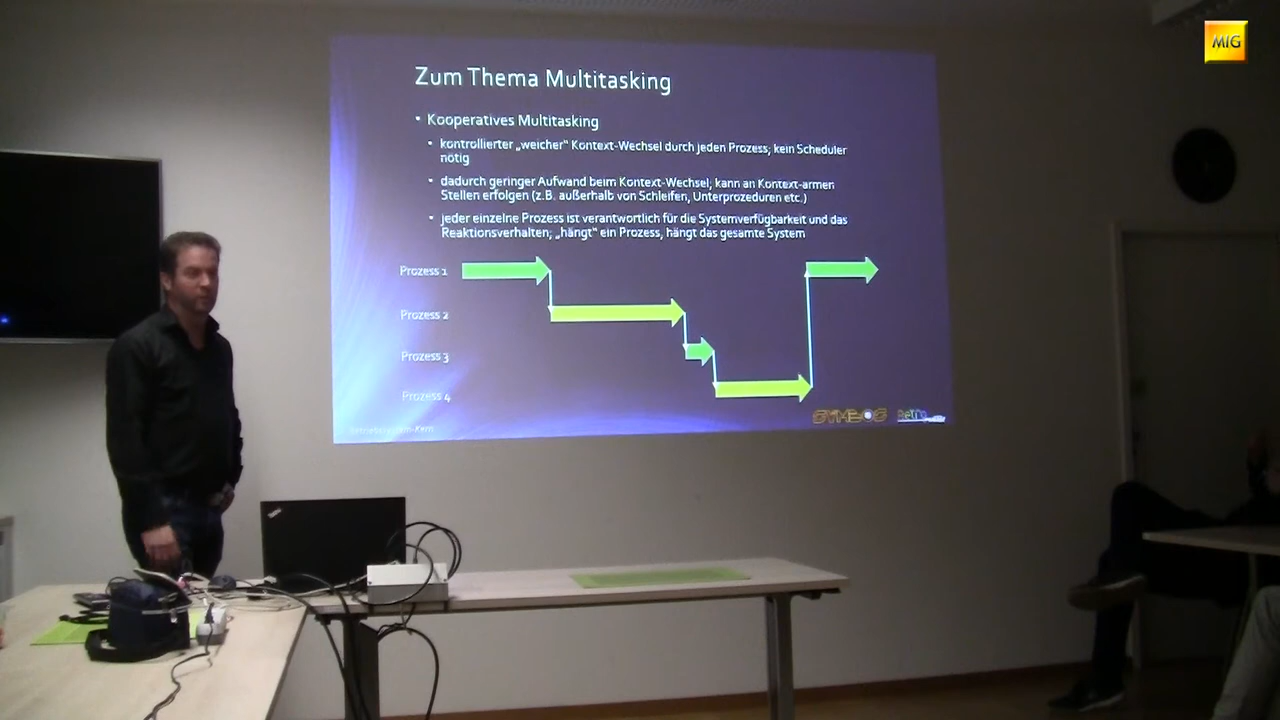 MIG
Zum Thema Multitasking
• Kooperatives Multitasking
• kontrollierter „weicher“ Kontext-Wechsel durch jeden Prozess; kein Scheduler
nötig
• dadurch geringer Aufwand beim Kontext-Wechsel; kann an Kontext-armen
Stellen erfolgen (z.B. außerhalb von Schleifen, Unterprozeduren etc.)
• jeder einzelne Prozess ist verantwortlich für die Systemverfügbarkeit und das
Reaktionsverhalten; „hängt“ ein Prozess, hängt das gesamte System
Prozess 1
Prozess 2
Prozess 3
Prozess 4
SYMBOS